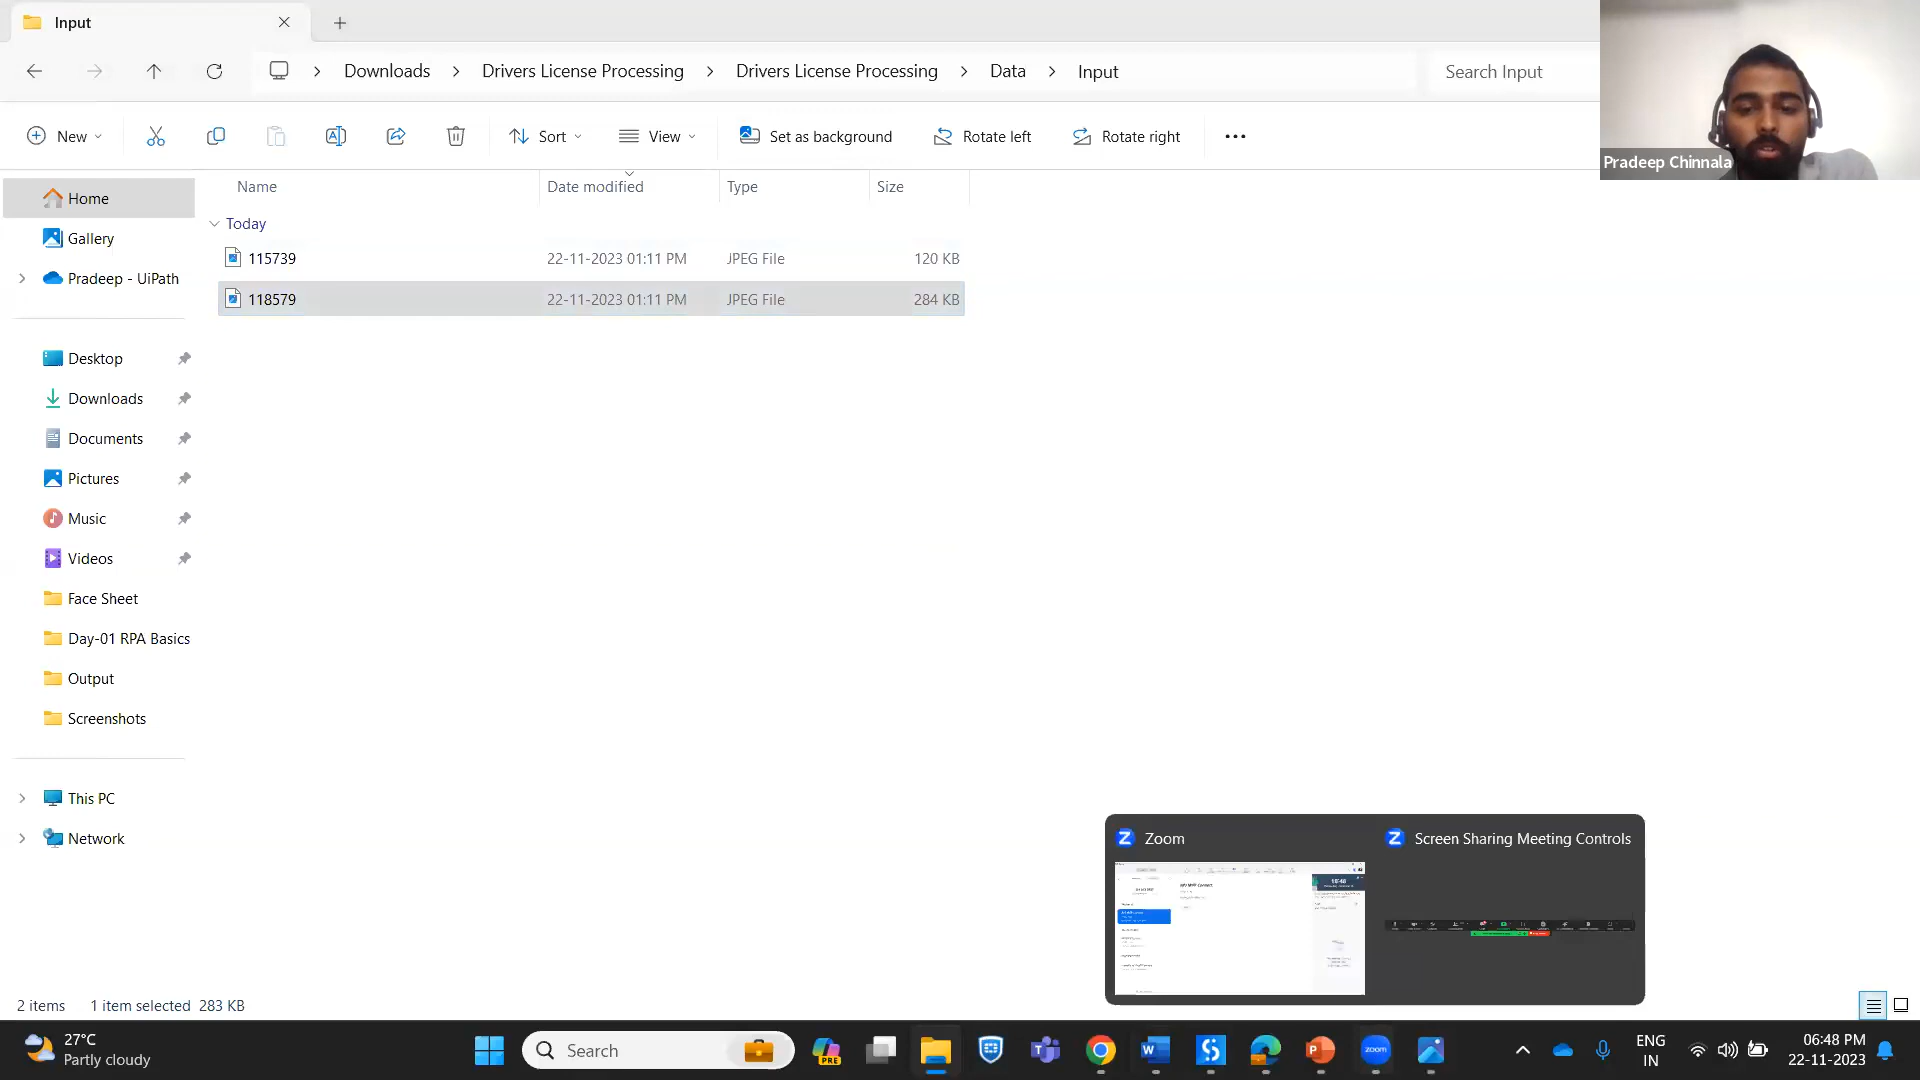 Input
Downloads > Drivers License Processing > Drivers License Processing > Data > Input
Search Input
New
Sort
View
Set as background
Rotate left
Rotate right
Pradeep Chinnala
Name Date modified Type Size
Home
Gallery
Pradeep - UiPath
Desktop
Downloads
Documents
Pictures
Music
Videos
Face Sheet
Day-01 RPA Basics
Output
Screenshots
This PC
Network
Today
115739 22-11-2023 01:11 PM JPEG File 120 KB
118579 22-11-2023 01:11 PM JPEG File 284 KB
Zoom
Screen Sharing Meeting Controls
2 items 1 item selected 283 KB
27°C
Partly cloudy
Search
PRE
zoom
ENG
IN
06:48 PM
22-11-2023